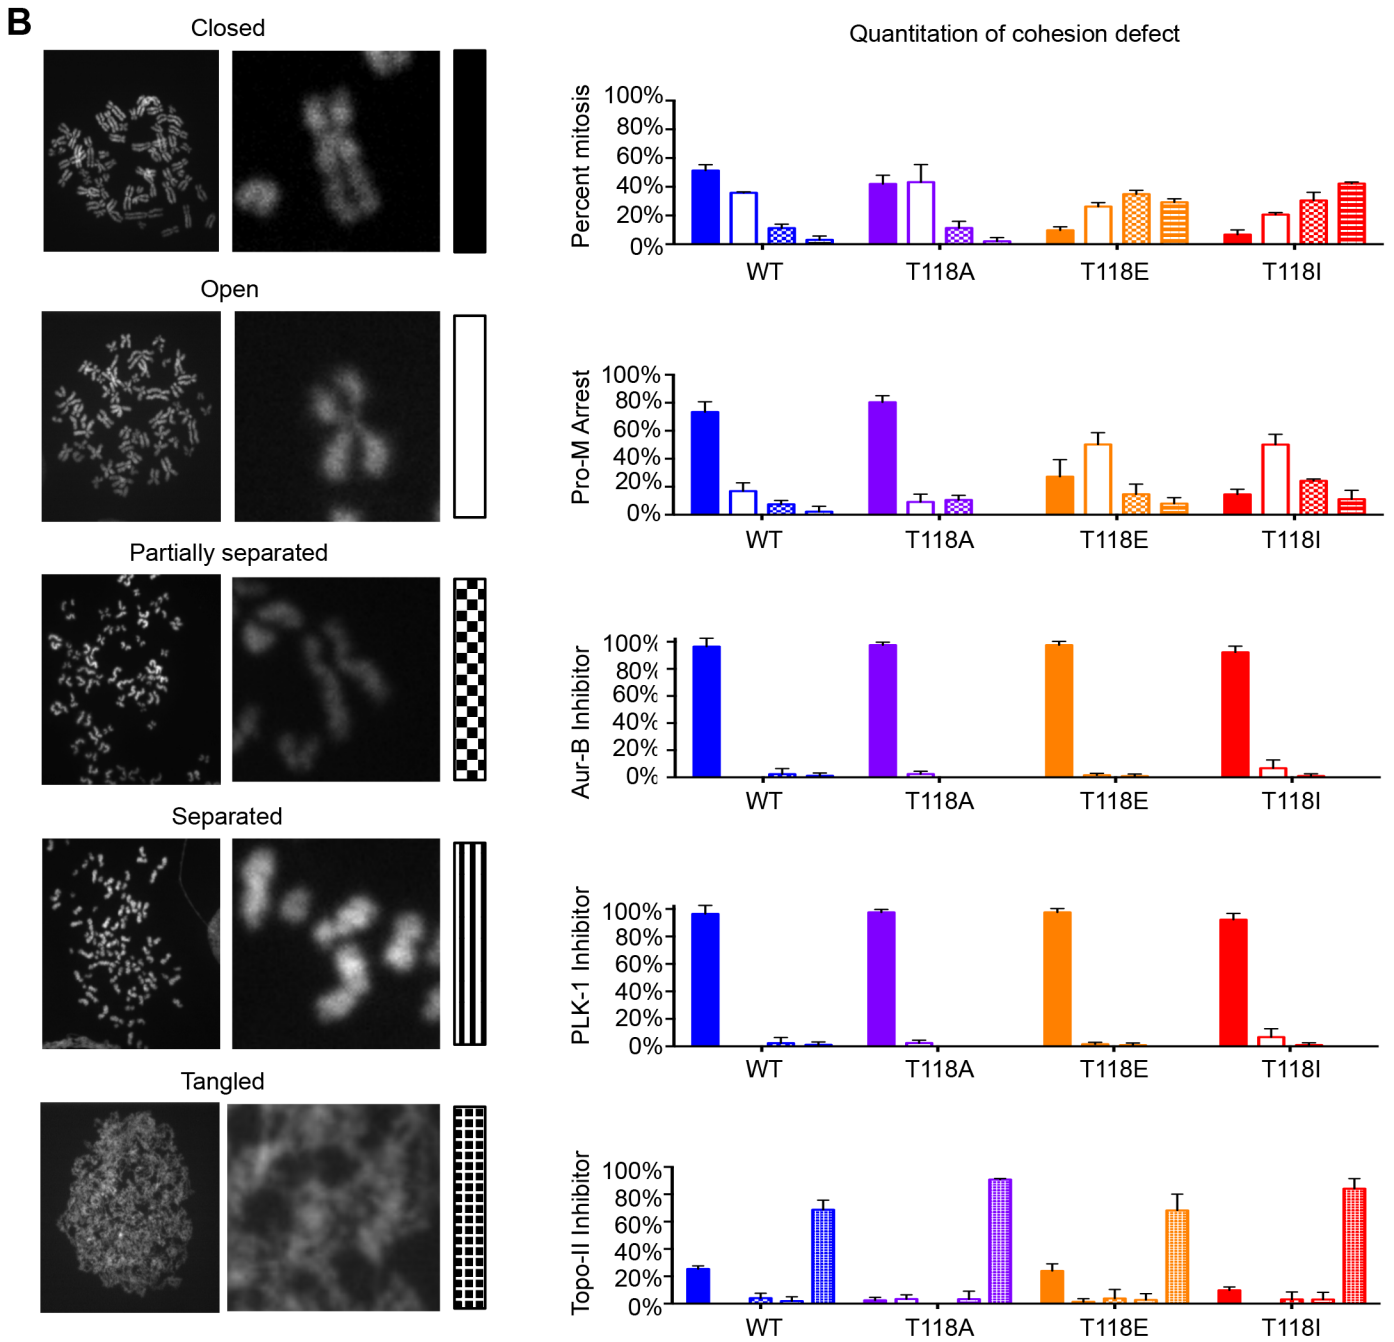 B
Closed
Open
Partially separated
Separated
Tangled
Quantitation of cohesion defect
Percent mitosis
100%
80%
60%
40%
20%
0%
WT
T118A
T118E
T118I
Pro-M Arrest
100%
80%
60%
40%
20%
0%
WT
T118A
T118E
T118I
Aur-B Inhibitor
100%
80%
60%
40%
20%
0%
WT
T118A
T118E
T118I
PLK-1 Inhibitor
100%
80%
60%
40%
20%
0%
WT
T118A
T118E
T118I
Topo-II Inhibitor
100%
80%
60%
40%
20%
0%
WT
T118A
T118E
T118I